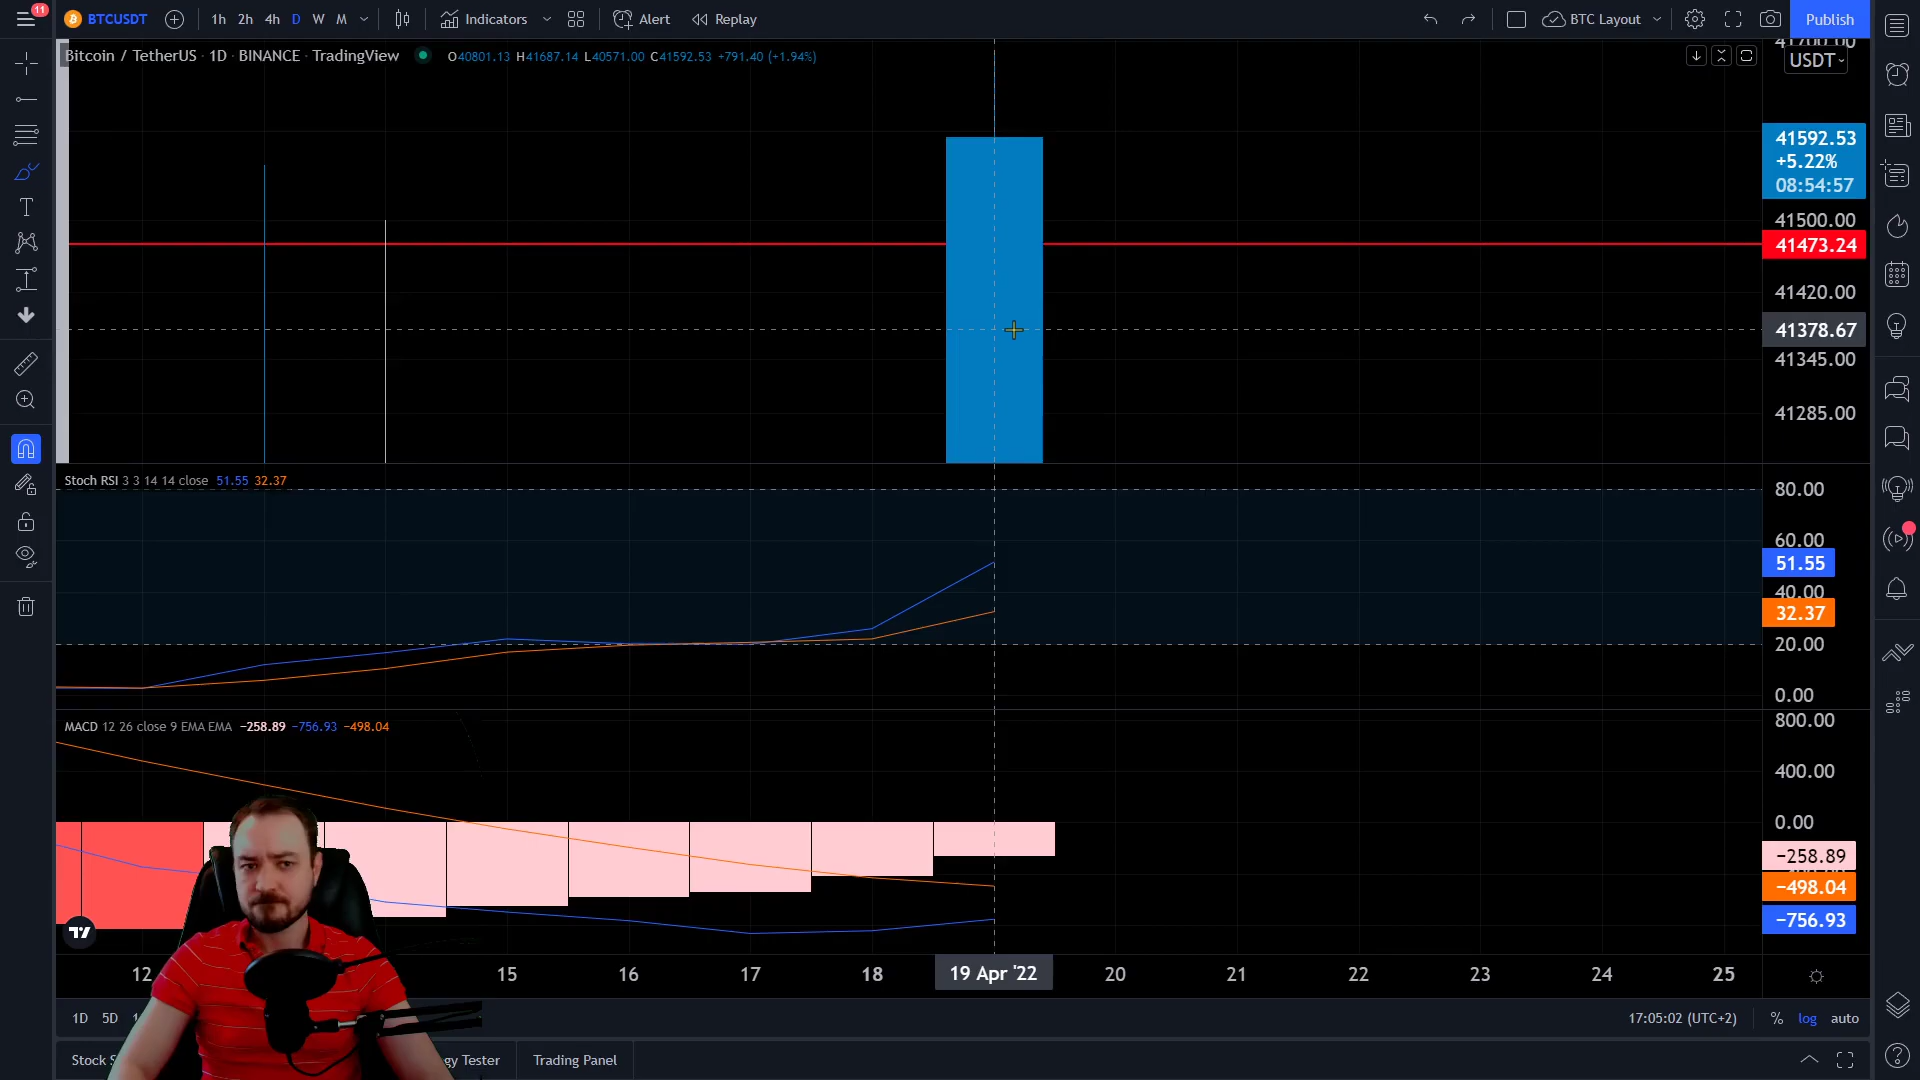 11 BTCUSDT 1h 2h 4h D W M Indicators Alert Replay BTC Layout Publish
Bitcoin / TetherUS · 1D · BINANCE · TradingView O40801.13 H41687.14 L40571.00 C41592.53 +791.40 (+1.94%)
USDT
41592.53
+5.22%
08:54:57
41500.00
41473.24
41420.00
41378.67
41345.00
41285.00
Stoch RSI 3 3 14 14 close 51.55 32.37
80.00
60.00
51.55
40.00
32.37
20.00
0.00
MACD 12 26 close 9 EMA EMA −258.89 −756.93 −498.04
800.00
400.00
0.00
−258.89
−498.04
−756.93
12 15 16 17 18 19 Apr '22 20 21 22 23 24 25
1D 5D 17:05:02 (UTC+2) % log auto
Stock Tester Trading Panel